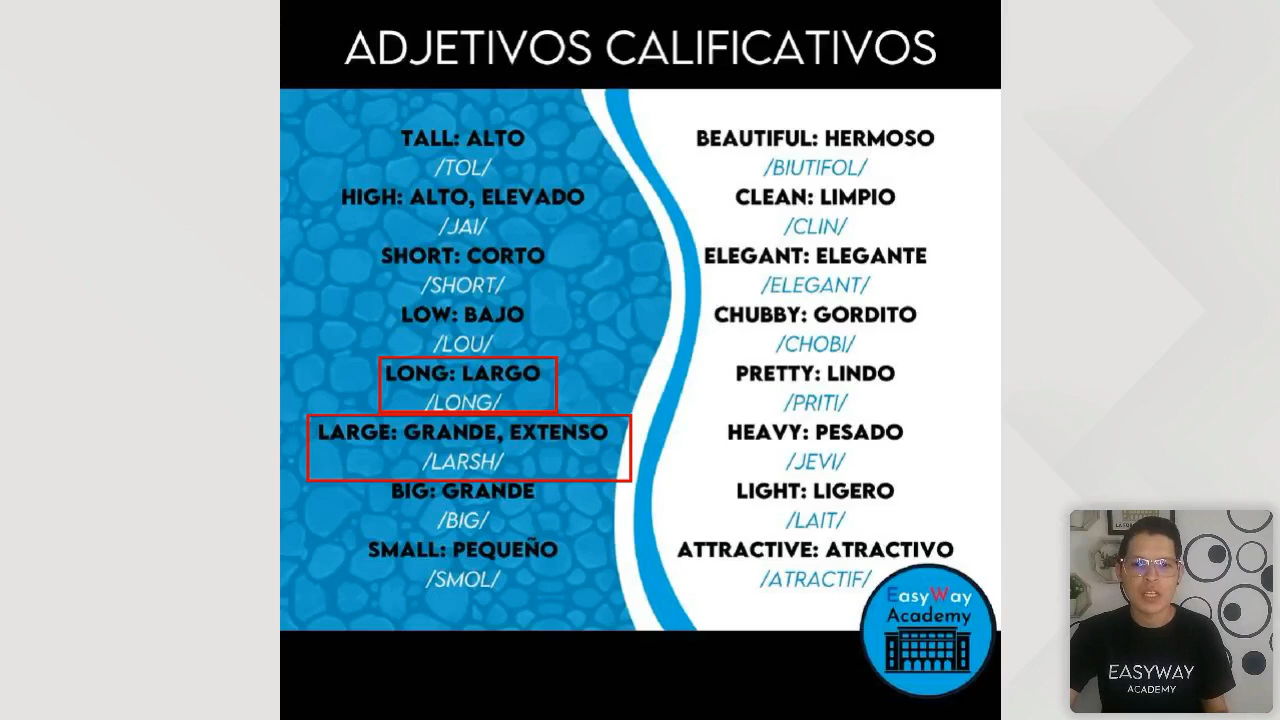 ADJETIVOS CALIFICATIVOS
TALL: ALTO
/TOL/
HIGH: ALTO, ELEVADO
/JAI/
SHORT: CORTO
/SHORT/
LOW: BAJO
/LOU/
LONG: LARGO
/LONG/
LARGE: GRANDE, EXTENSO
/LARSH/
BIG: GRANDE
/BIG/
SMALL: PEQUEÑO
/SMOL/
BEAUTIFUL: HERMOSO
/BIUTIFOL/
CLEAN: LIMPIO
/CLIN/
ELEGANT: ELEGANTE
/ELEGANT/
CHUBBY: GORDITO
/CHOBI/
PRETTY: LINDO
/PRITI/
HEAVY: PESADO
/JEVI/
LIGHT: LIGERO
/LAIT/
ATTRACTIVE: ATRACTIVO
/ATRACTIF/
EasyWay
Academy
EASYWAY
ACADEMY